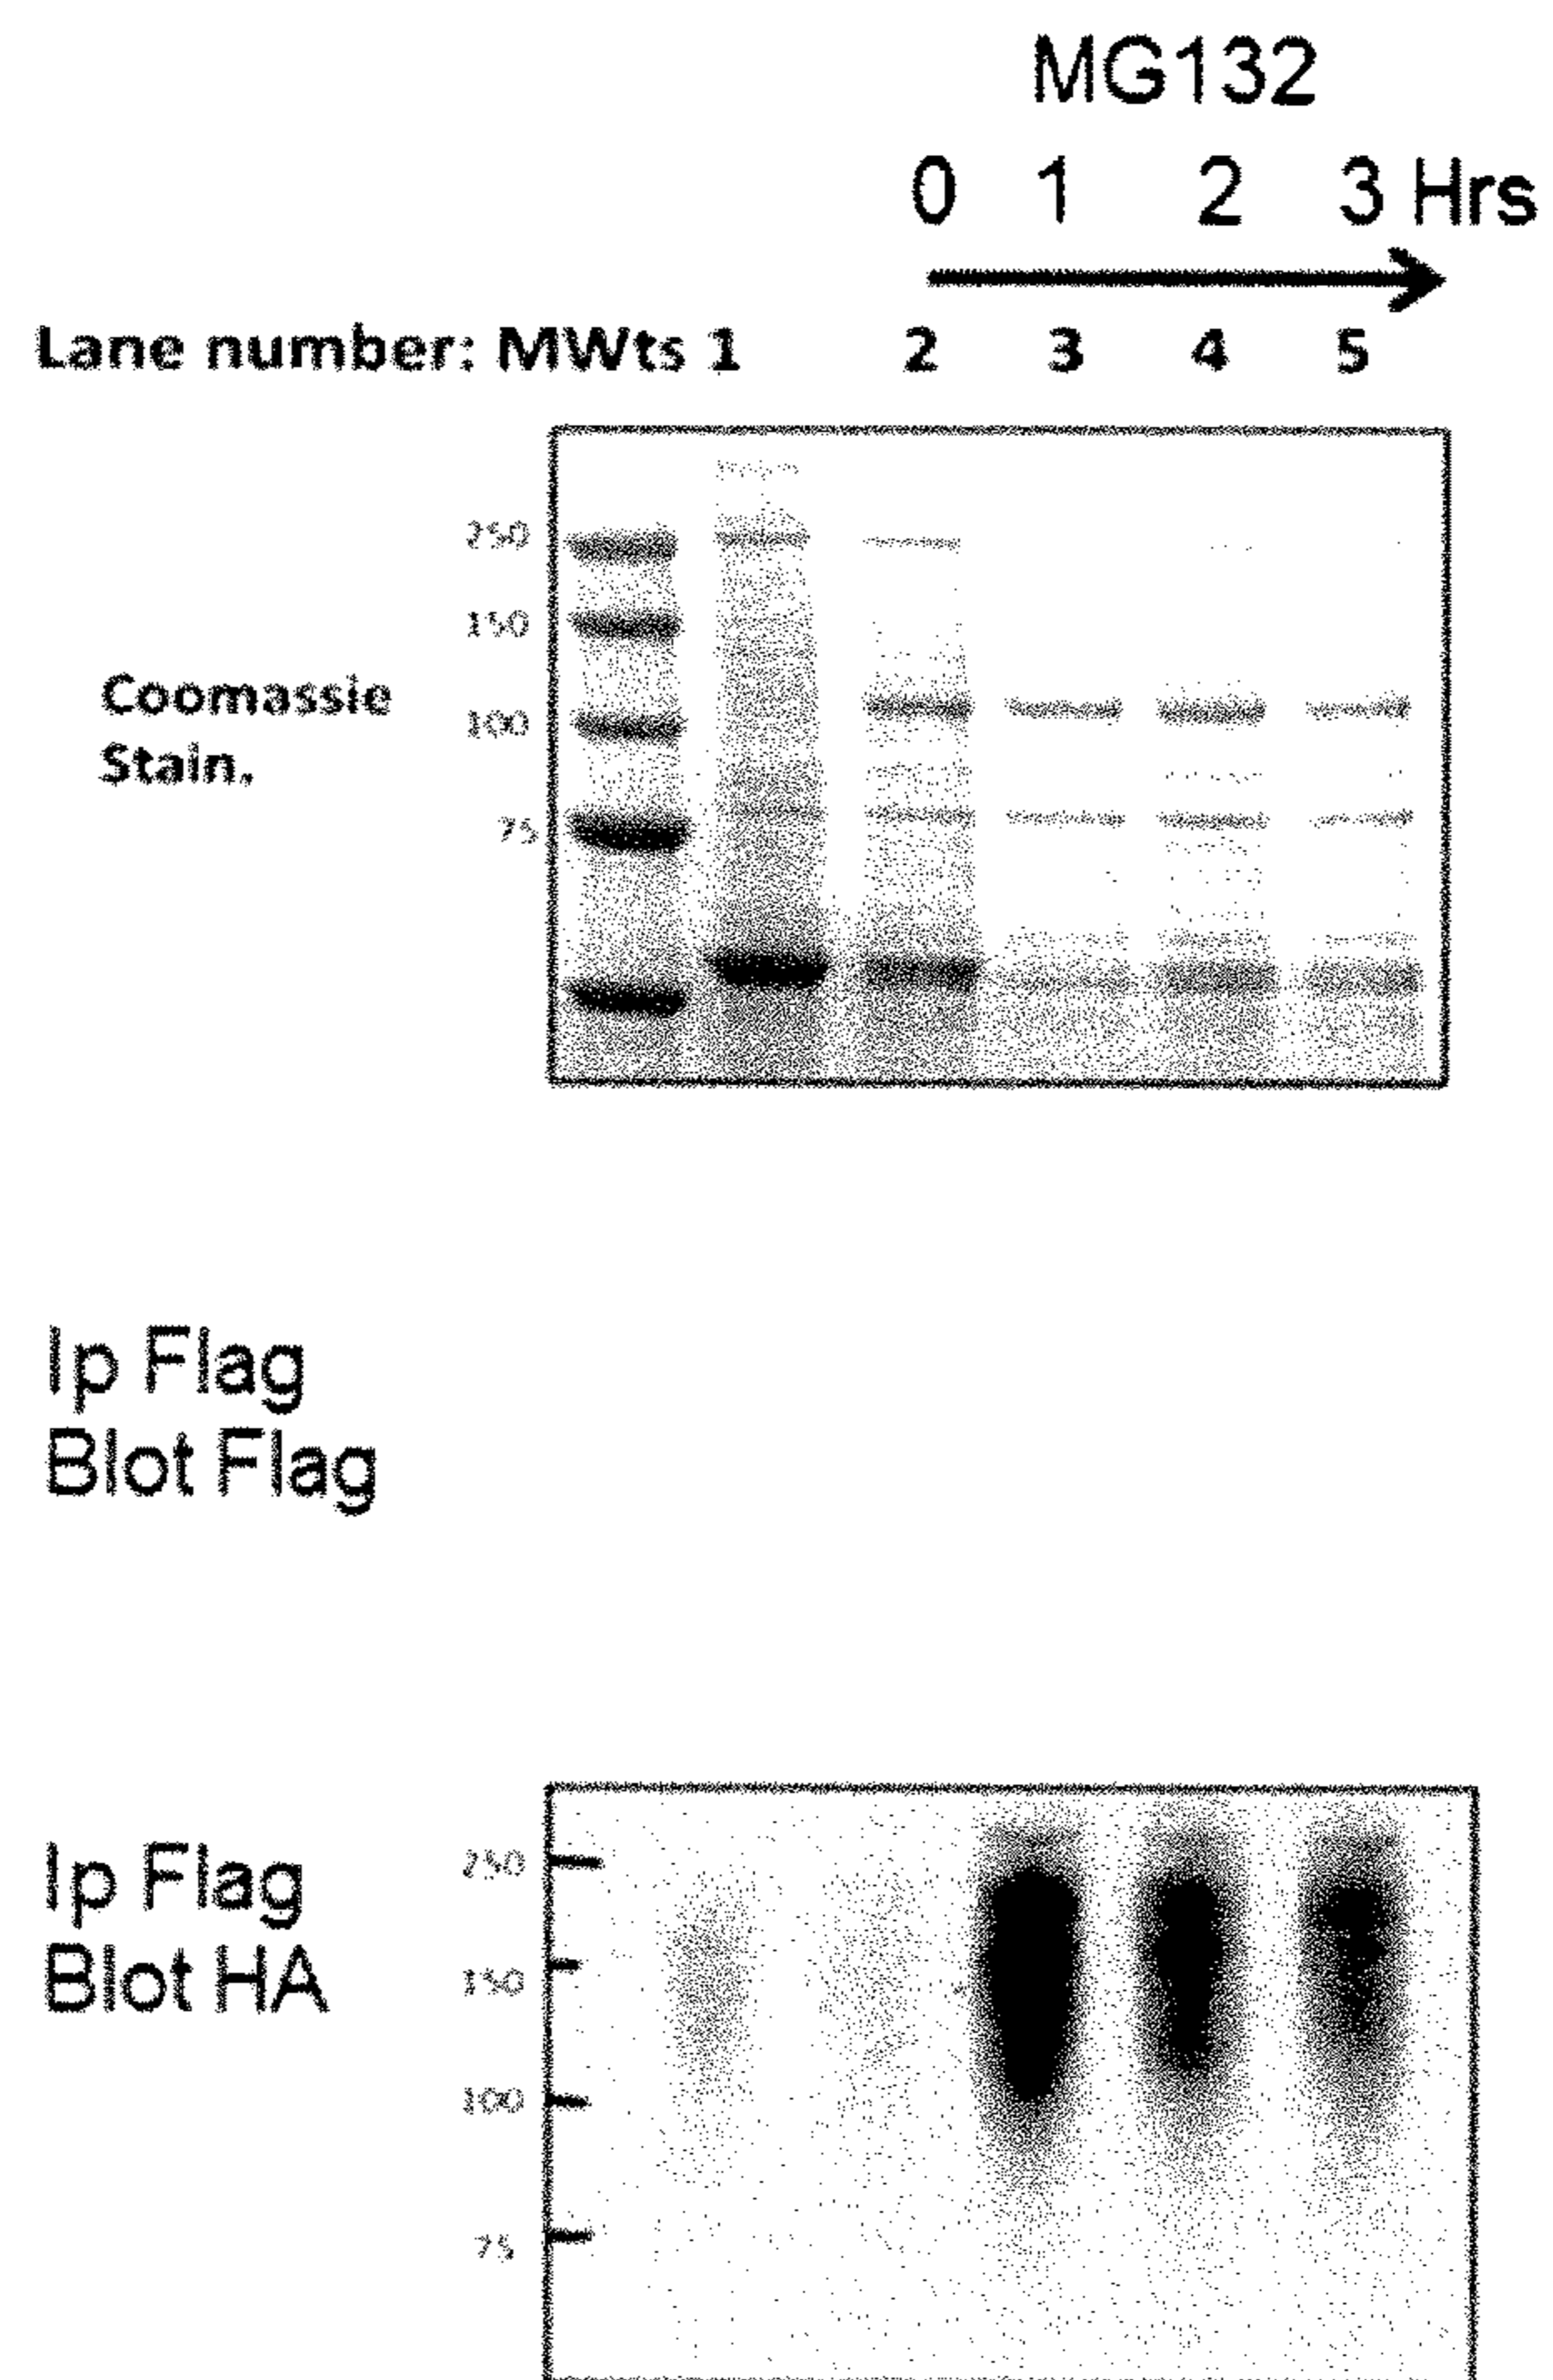 MG132
0 1 2 3 Hrs
Lane number: MWts 1 2 3 4 5
250
150
Coomassie
100
Stain.
75
Ip Flag
Blot Flag
Ip Flag
250
Blot HA
150
100
75